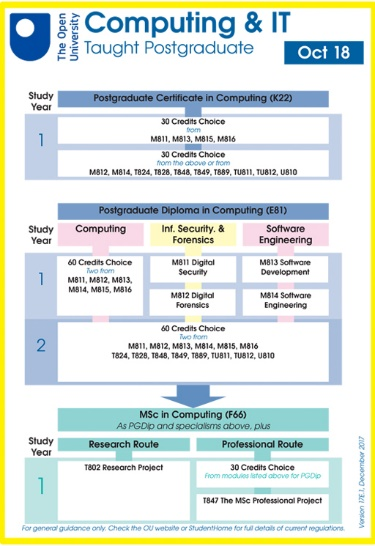 The Open
University
Computing & IT
Taught Postgraduate
Oct 18
Study
Year
Postgraduate Certificate in Computing (K22)
1
30 Credits Choice
from
M811, M813, M815, M816
30 Credits Choice
from the above or from
M812, M814, T824, T828, T848, T849, T889, TU811, TU812, U810
Postgraduate Diploma in Computing (E81)
Study
Year
Computing
Inf. Security. &
Forensics
Software
Engineering
1
60 Credits Choice
Two from
M811, M812, M813,
M814, M815, M816
M811 Digital
Security
M812 Digital
Forensics
M813 Software
Development
M814 Software
Engineering
2
60 Credits Choice
Two from
M811, M812, M813, M814, M815, M816
T824, T828, T848, T849, T889, TU811, TU812, U810
MSc in Computing (F66)
As PGDip and specialisms above, plus
Study
Year
Research Route
Professional Route
1
T802 Research Project
30 Credits Choice
From modules listed above for PGDip
T847 The MSc Professional Project
Version 17E.1, December 2017
For general guidance only. Check the OU website or StudentHome for full details of current regulations.